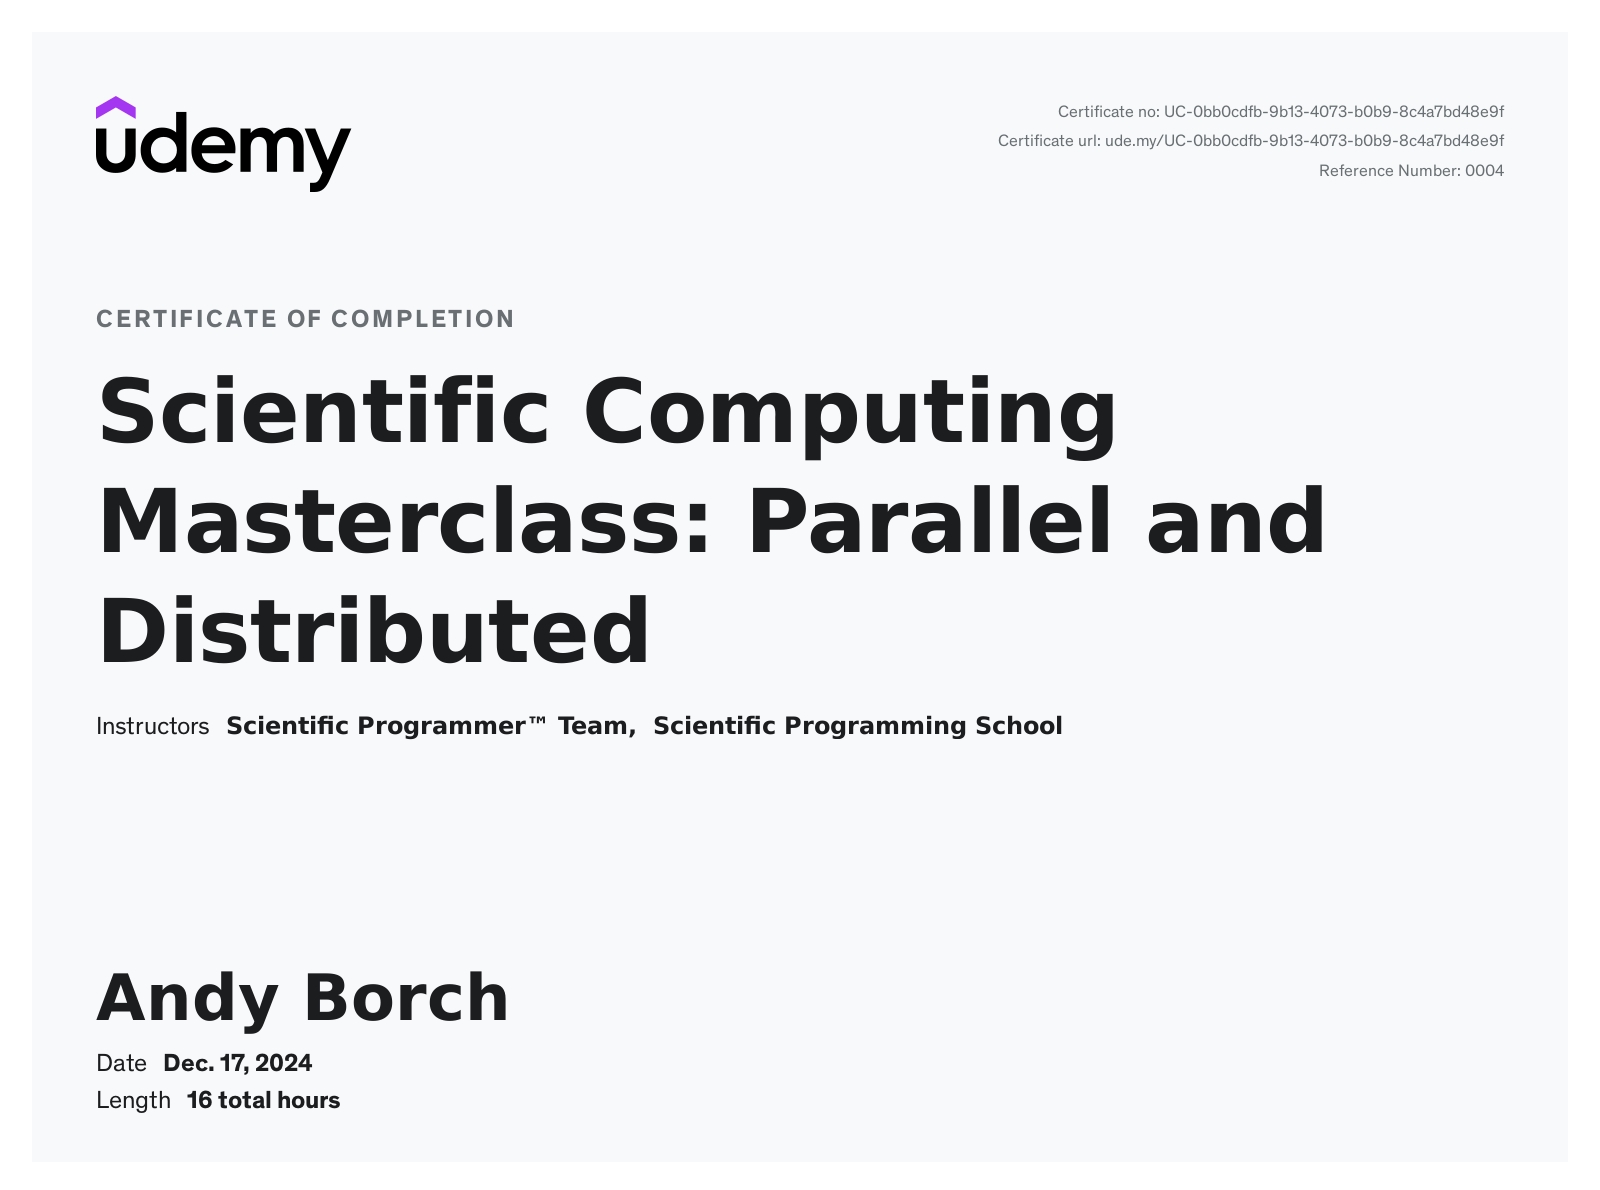 udemy
Certificate no: UC-0bb0cdfb-9b13-4073-b0b9-8c4a7bd48e9f
Certificate url: ude.my/UC-0bb0cdfb-9b13-4073-b0b9-8c4a7bd48e9f
Reference Number: 0004
CERTIFICATE OF COMPLETION
Scientific Computing
Masterclass: Parallel and
Distributed
Instructors Scientific Programmer™ Team, Scientific Programming School
Andy Borch
Date Dec. 17, 2024
Length 16 total hours